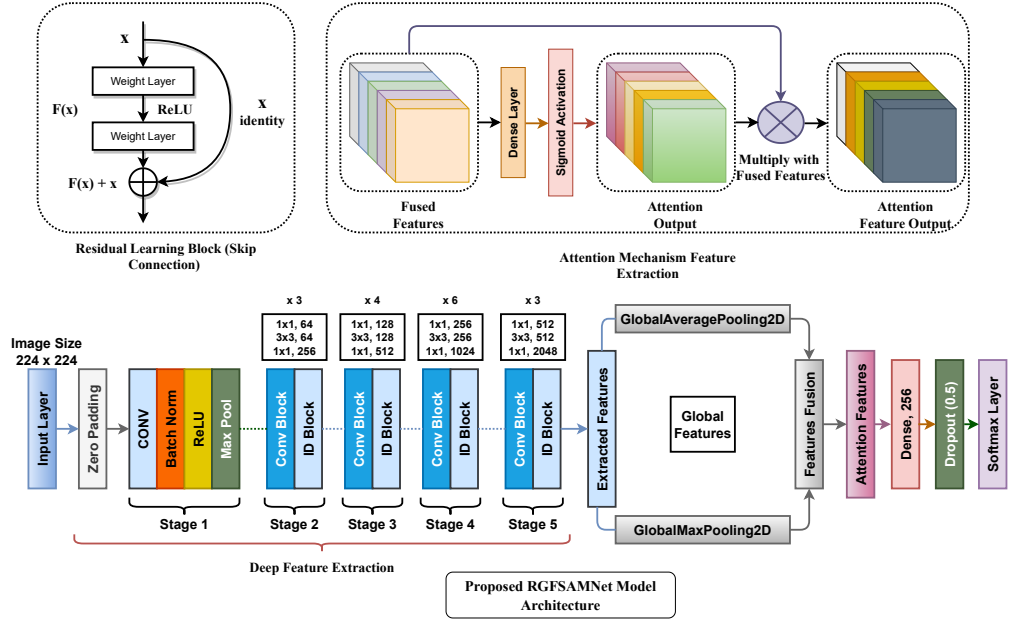 x
Weight Layer
F(x)
ReLU
x
identity
Weight Layer
F(x) + x
Residual Learning Block (Skip
Connection)
Dense Layer
Sigmoid Activation
Multiply with
Fused Features
Fused
Features
Attention
Output
Attention
Feature Output
Attention Mechanism Feature
Extraction
Image Size
224 x 224
Input Layer
Zero Padding
CONV
Batch Norm
ReLU
Max Pool
Stage 1
x 3
1x1, 64
3x3, 64
1x1, 256
Conv Block
ID Block
Stage 2
x 4
1x1, 128
3x3, 128
1x1, 512
Conv Block
ID Block
Stage 3
x 6
1x1, 256
3x3, 256
1x1, 1024
Conv Block
ID Block
Stage 4
x 3
1x1, 512
3x3, 512
1x1, 2048
Conv Block
ID Block
Stage 5
Deep Feature Extraction
Extracted Features
GlobalAveragePooling2D
Global
Features
GlobalMaxPooling2D
Features Fusion
Attention Features
Dense, 256
Dropout (0.5)
Softmax Layer
Proposed RGFSAMNet Model
Architecture